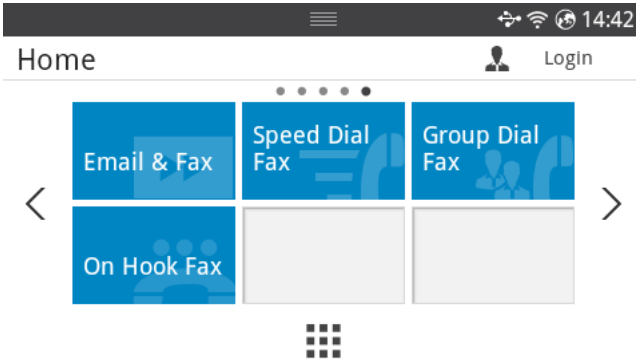 14:42
Home
Login
Email & Fax
Speed Dial
Fax
Group Dial
Fax
On Hook Fax